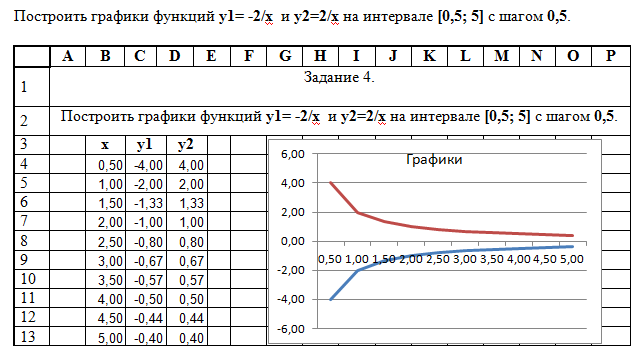 Построить графики функций y1= -2/x и y2=2/x на интервале [0,5; 5] с шагом 0,5.
A B C D E F G H I J K L M N O P
1 Задание 4.
2 Построить графики функций y1= -2/x и y2=2/x на интервале [0,5; 5] с шагом 0,5.
3 x y1 y2
4 0,50 -4,00 4,00
5 1,00 -2,00 2,00
6 1,50 -1,33 1,33
7 2,00 -1,00 1,00
8 2,50 -0,80 0,80
9 3,00 -0,67 0,67
10 3,50 -0,57 0,57
11 4,00 -0,50 0,50
12 4,50 -0,44 0,44
13 5,00 -0,40 0,40
Графики
6,00
4,00
2,00
0,00
0,50 1,00 1,50 2,00 2,50 3,00 3,50 4,00 4,50 5,00
-2,00
-4,00
-6,00